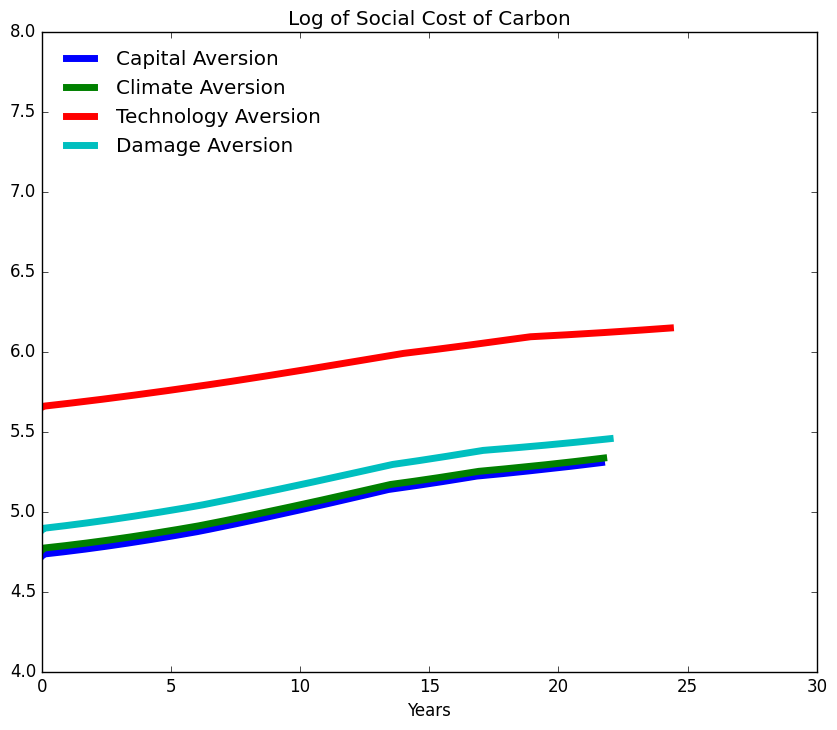 Log of Social Cost of Carbon
8.0
Capital Aversion
Climate Aversion
7.5
Technology Aversion
Damage Aversion
7.0
6.5
6.0
5.5
5.0
4.5
4.0
0 5 10 15 20 25 30
Years